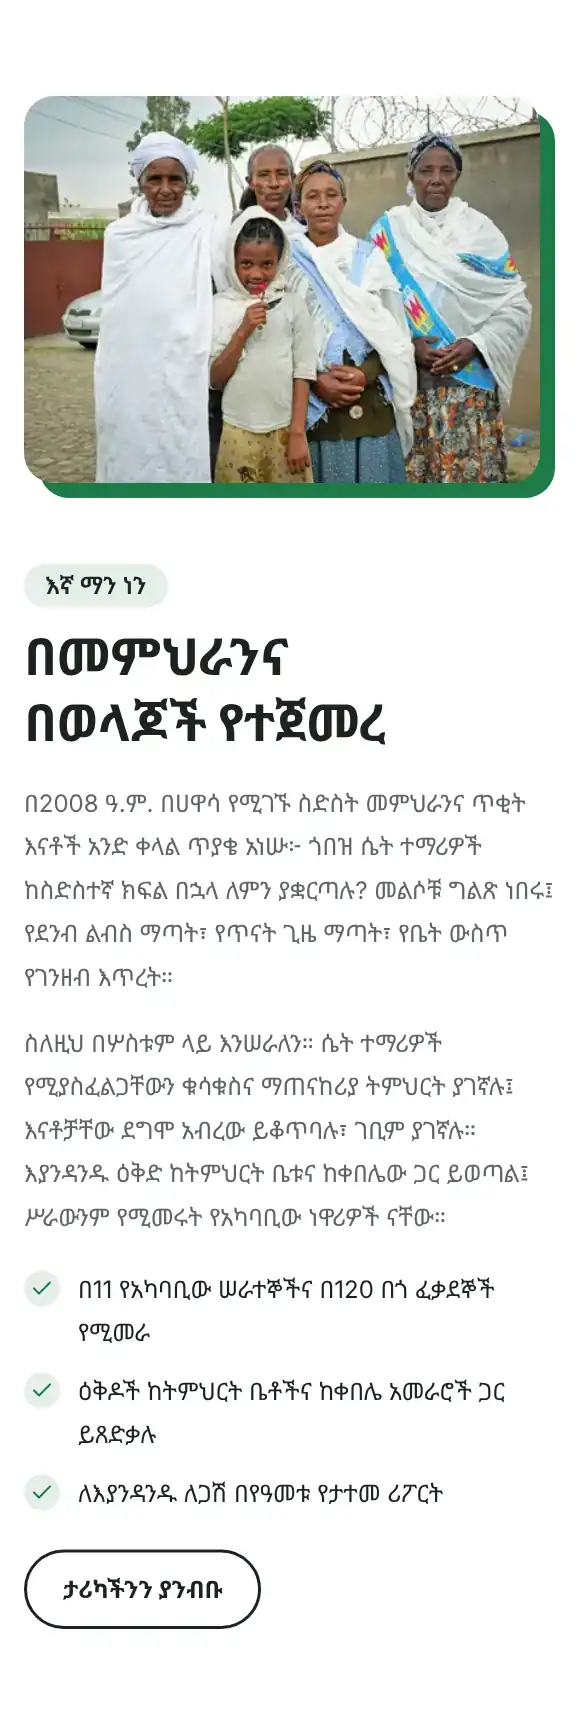 እኛ ማን ነን
በመምህራንና
በወላጆች የተጀመረ
በ2008 ዓ.ም. በሀዋሳ የሚገኙ ስድስት መምህራንና ጥቂት
እናቶች አንድ ቀላል ጥያቄ አነሡ፦ ጎበዝ ሴት ተማሪዎች
ከስድስተኛ ክፍል በኋላ ለምን ያቋርጣሉ? መልሶቹ ግልጽ ነበሩ፤
የደንብ ልብስ ማጣት፣ የጥናት ጊዜ ማጣት፣ የቤት ውስጥ
የገንዘብ እጥረት።
ስለዚህ በሦስቱም ላይ እንሠራለን። ሴት ተማሪዎች
የሚያስፈልጋቸውን ቁሳቁስና ማጠናከሪያ ትምህርት ያገኛሉ፤
እናቶቻቸው ደግሞ አብረው ይቆጥባሉ፣ ገቢም ያገኛሉ።
እያንዳንዱ ዕቅድ ከትምህርት ቤቱና ከቀበሌው ጋር ይወጣል፤
ሥራውንም የሚመሩት የአካባቢው ነዋሪዎች ናቸው።
በ11 የአካባቢው ሠራተኞችና በ120 በጎ ፈቃደኞች
የሚመራ
ዕቅዶች ከትምህርት ቤቶችና ከቀበሌ አመራሮች ጋር
ይጸድቃሉ
ለእያንዳንዱ ለጋሽ በየዓመቱ የታተመ ሪፖርት
ታሪካችንን ያንብቡ